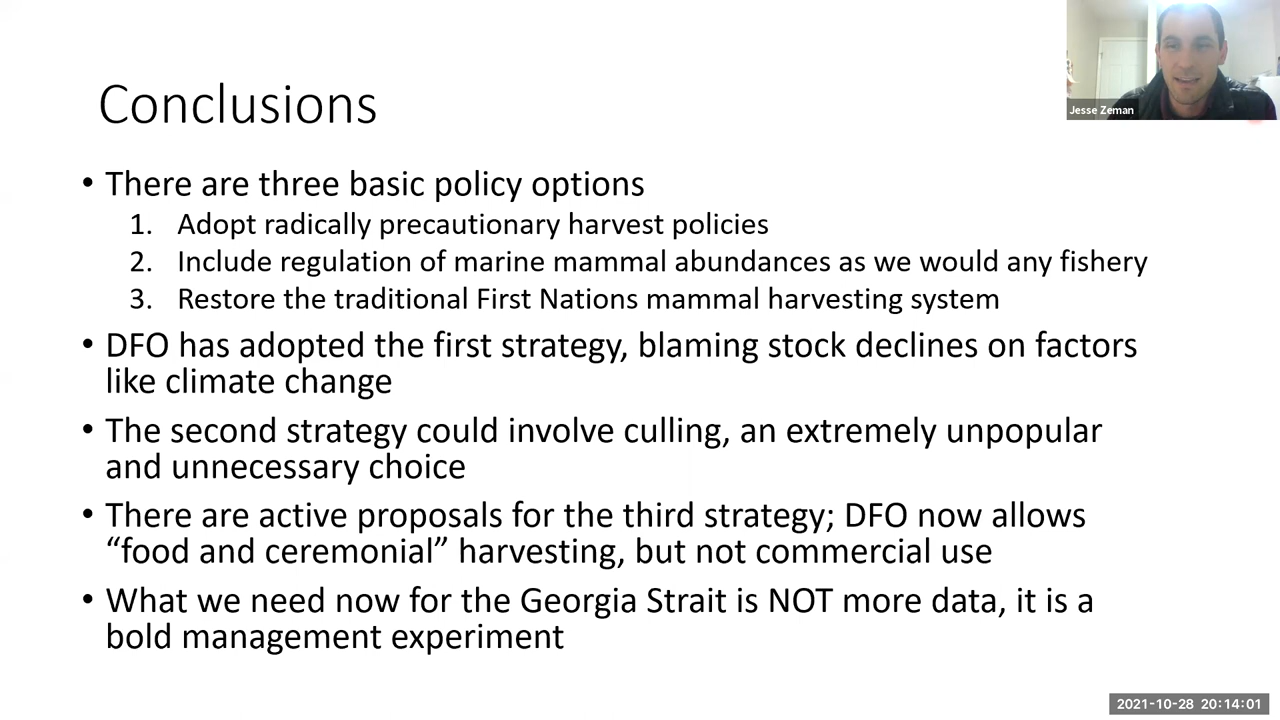 Jesse Zeman
Conclusions
• There are three basic policy options
1. Adopt radically precautionary harvest policies
2. Include regulation of marine mammal abundances as we would any fishery
3. Restore the traditional First Nations mammal harvesting system
• DFO has adopted the first strategy, blaming stock declines on factors
like climate change
• The second strategy could involve culling, an extremely unpopular
and unnecessary choice
• There are active proposals for the third strategy; DFO now allows
“food and ceremonial” harvesting, but not commercial use
• What we need now for the Georgia Strait is NOT more data, it is a
bold management experiment
2021-10-28 20:14:01